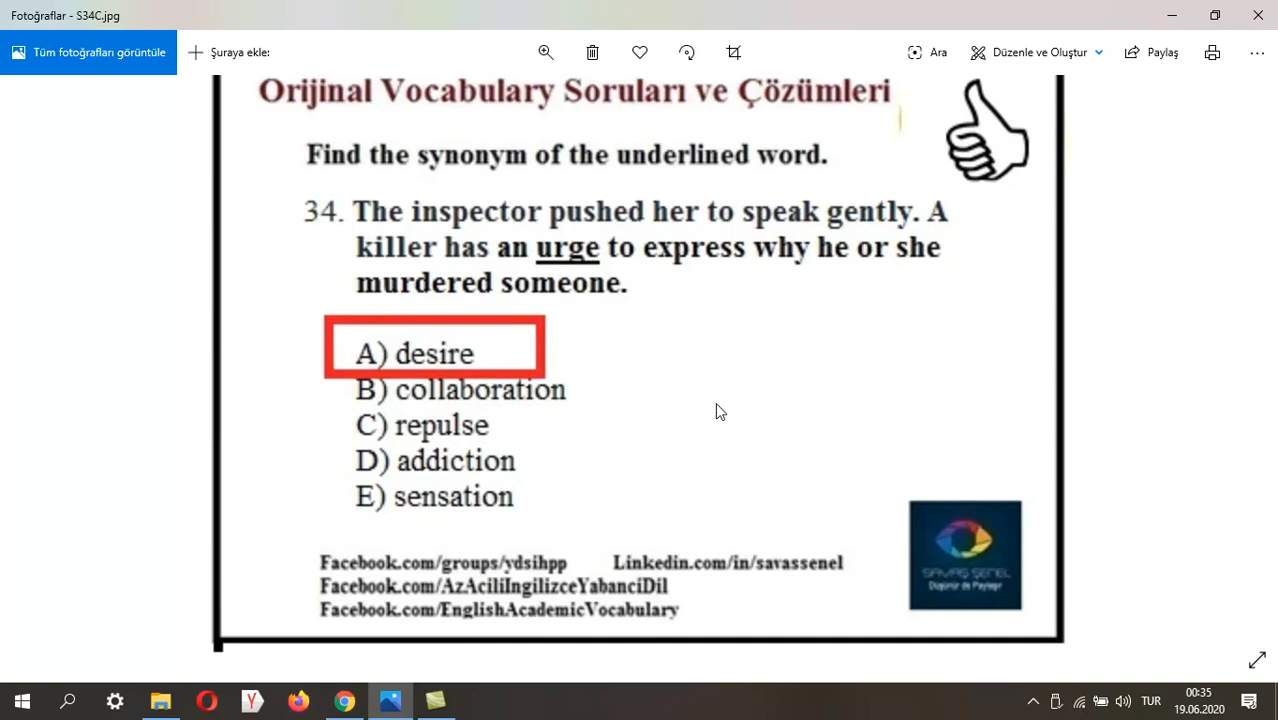 Fotoğraflar - S34C.jpg
Tüm fotoğrafları görüntüle
Şuraya ekle:
Ara
Düzenle ve Oluştur
Paylaş
Orijinal Vocabulary Soruları ve Çözümleri
Find the synonym of the underlined word.
34. The inspector pushed her to speak gently. A
killer has an urge to express why he or she
murdered someone.
A) desire
B) collaboration
C) repulse
D) addiction
E) sensation
Facebook.com/groups/ydsihpp Linkedin.com/in/savassenel
Facebook.com/AzAciliIngilizceYabanciDil
Facebook.com/EnglishAcademicVocabulary
SAVAŞ ŞENEL
Düşünür de Paylaşır
TUR
00:35
19.06.2020